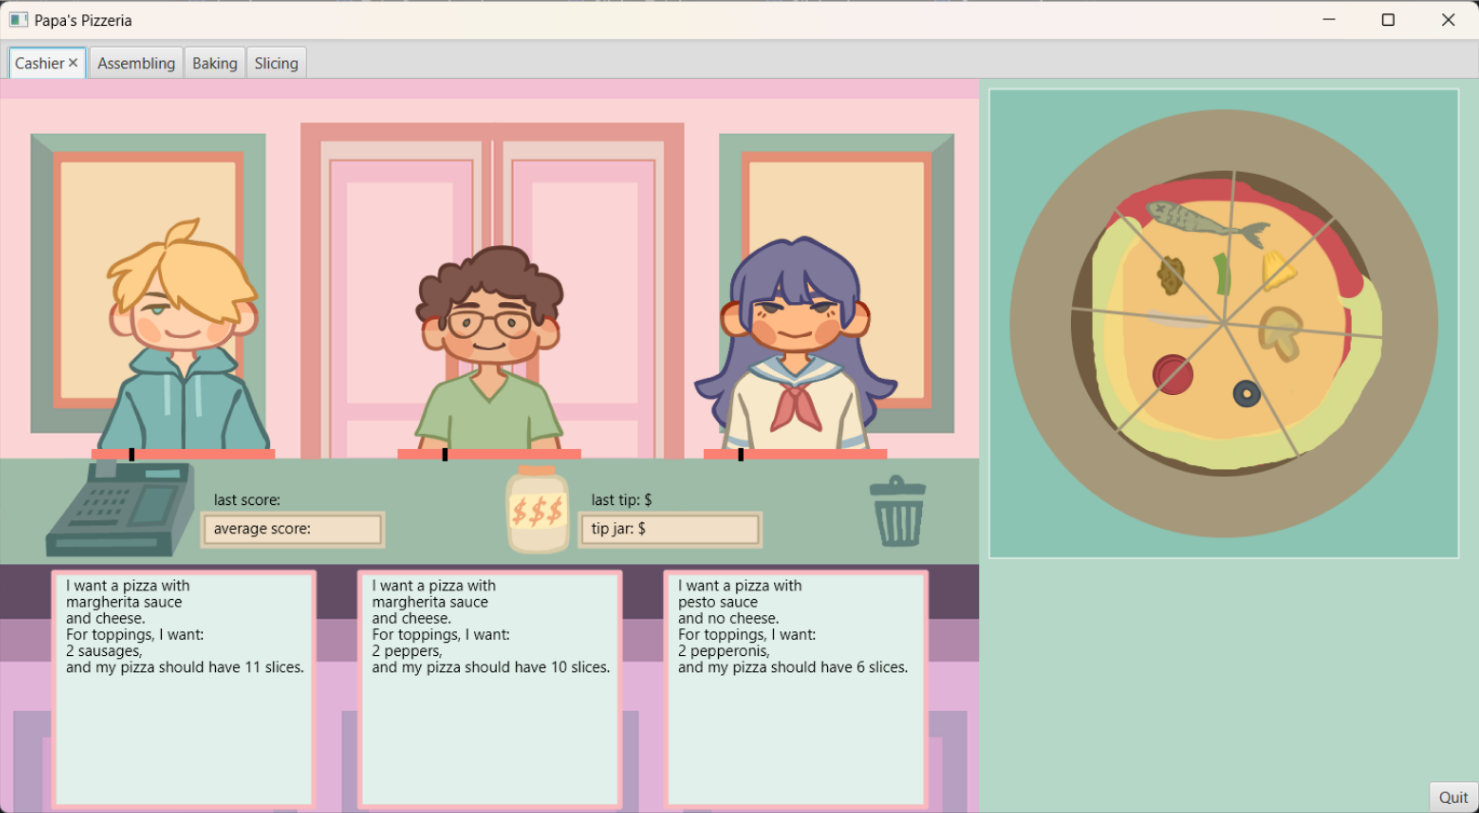 Papa's Pizzeria
Cashier
Assembling
Baking
Slicing
last score:
average score:
$$$
last tip: $
tip jar: $
I want a pizza with
margherita sauce
and cheese.
For toppings, I want:
2 sausages,
and my pizza should have 11 slices.
I want a pizza with
margherita sauce
and cheese.
For toppings, I want:
2 peppers,
and my pizza should have 10 slices.
I want a pizza with
pesto sauce
and no cheese.
For toppings, I want:
2 pepperonis,
and my pizza should have 6 slices.
Quit